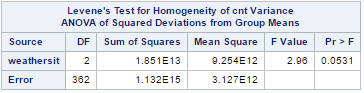 Levene's Test for Homogeneity of cnt Variance
ANOVA of Squared Deviations from Group Means
Source DF Sum of Squares Mean Square F Value Pr > F
weathersit 2 1.851E13 9.254E12 2.96 0.0531
Error 362 1.132E15 3.127E12